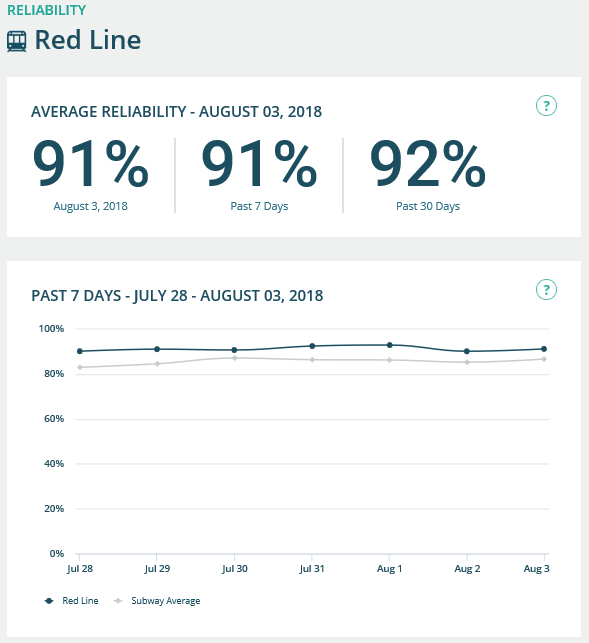 RELIABILITY
Red Line
AVERAGE RELIABILITY - AUGUST 03, 2018
?
91%
91%
92%
August 3, 2018
Past 7 Days
Past 30 Days
PAST 7 DAYS - JULY 28 - AUGUST 03, 2018
?
100%
80%
60%
40%
20%
0%
Jul 28
Jul 29
Jul 30
Jul 31
Aug 1
Aug 2
Aug 3
Red Line
Subway Average